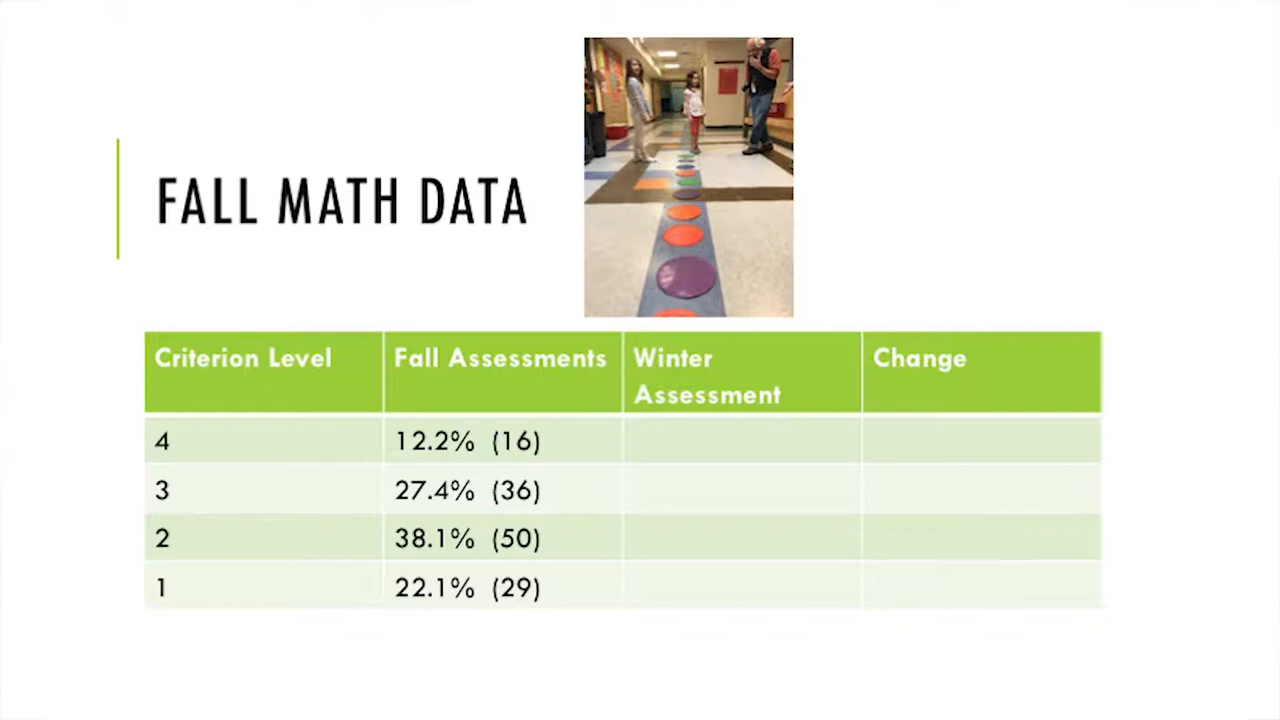 FALL MATH DATA
Criterion Level Fall Assessments Winter Assessment Change
4 12.2% (16)
3 27.4% (36)
2 38.1% (50)
1 22.1% (29)